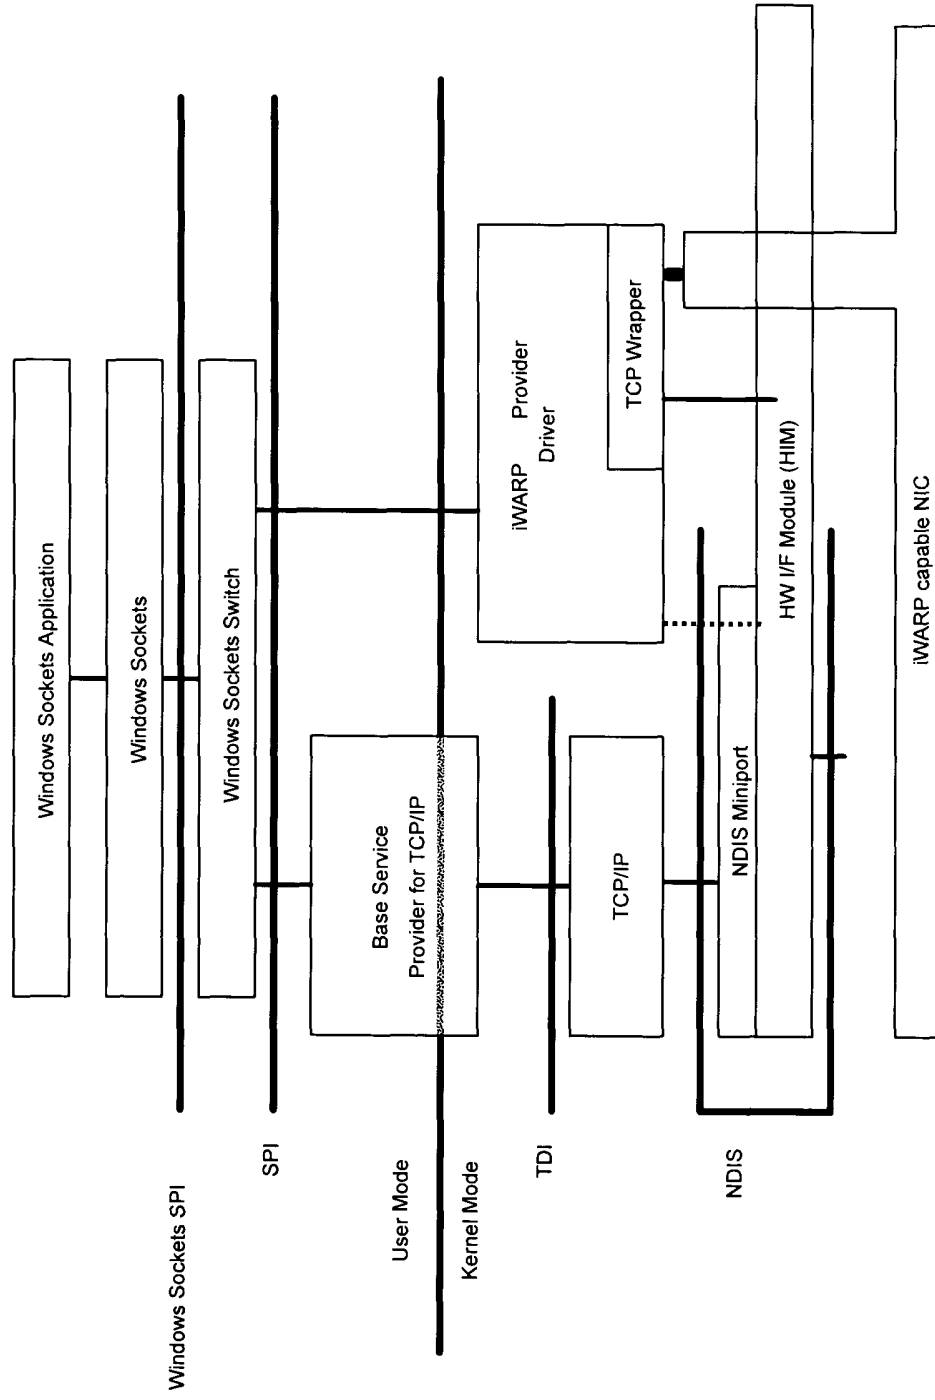 Windows Sockets Application
Windows Sockets
Windows Sockets SPI
Windows Sockets Switch
SPI
Base Service
Provider for TCP/IP
User Mode
Kernel Mode
iWARP Provider
Driver
TCP Wrapper
TDI
TCP/IP
NDIS
NDIS Miniport
HW I/F Module (HIM)
iWARP capable NIC